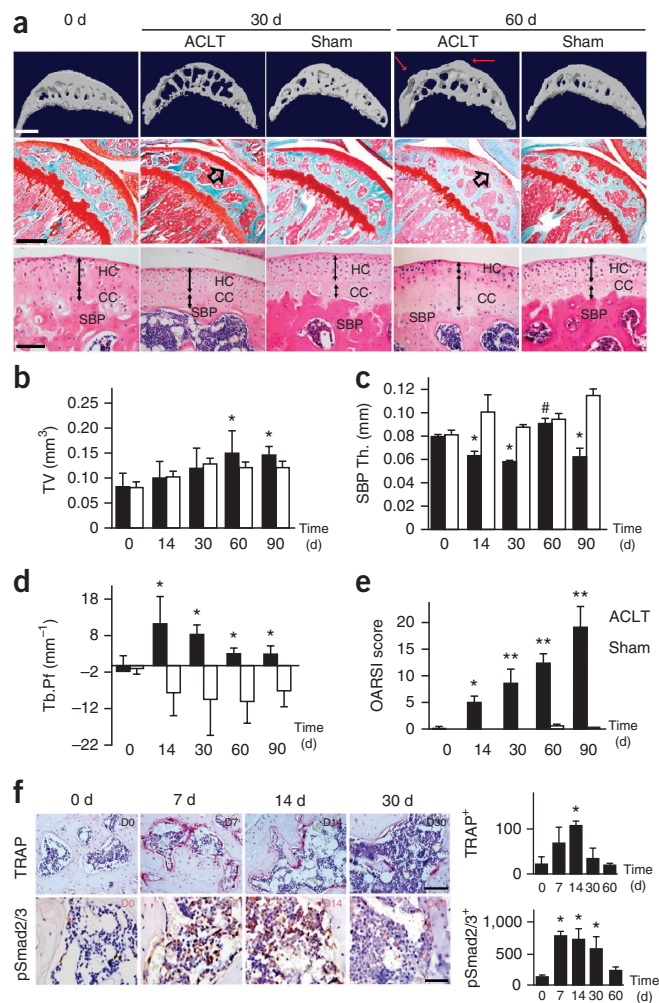 a
0 d
30 d
60 d
ACLT
Sham
ACLT
Sham
HC
CC
SBP
HC
CC
SBP
HC
CC
SBP
HC
CC
SBP
HC
CC
SBP
b
TV (mm³)
0.25
0.20
0.15
0.10
0
* *
0 14 30 60 90
Time
(d)
c
SBP Th. (mm)
0.12
0.10
0.08
0.06
0.04
0.02
0
* * # *
0 14 30 60 90
Time
(d)
d
Tb.Pf (mm⁻¹)
18
8
−2
−12
−22
* * * *
0 14 30 60 90
Time
(d)
e
OARSI score
20
15
10
5
0
* ** ** **
ACLT
Sham
0 14 30 60 90
Time
(d)
f
0 d 7 d 14 d 30 d
TRAP
D0 D7 D14 D30
pSmad2/3
D0 D14
TRAP⁺
100
0
*
0 7 14 30 60
Time
(d)
pSmad2/3⁺
1,000
500
0
* * *
0 7 14 30 60
Time
(d)